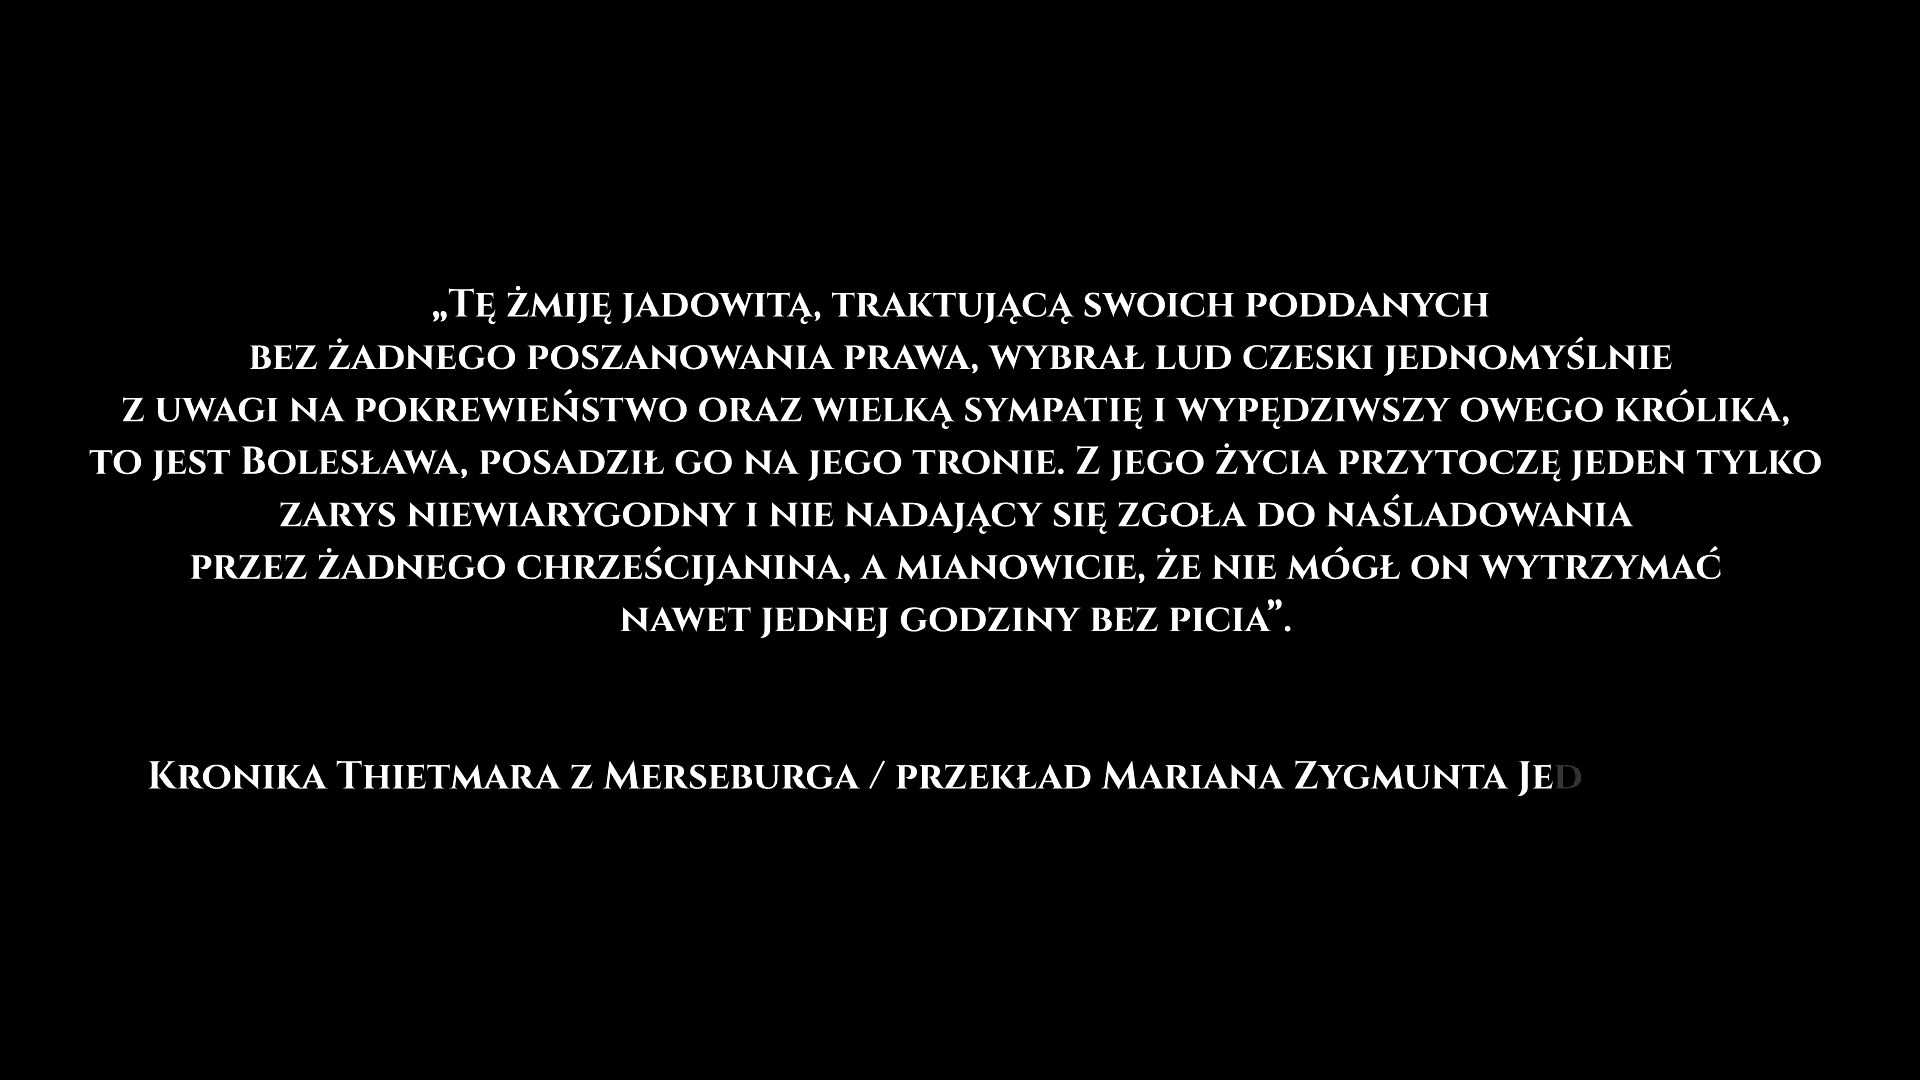 „Tę żmiję jadowitą, traktującą swoich poddanych
bez żadnego poszanowania prawa, wybrał lud czeski jednomyślnie
z uwagi na pokrewieństwo oraz wielką sympatię i wypędziwszy owego królika,
to jest Bolesława, posadził go na jego tronie. Z jego życia przytoczę jeden tylko
zarys niewiarygodny i nie nadający się zgoła do naśladowania
przez żadnego chrześcijanina, a mianowicie, że nie mógł on wytrzymać
nawet jednej godziny bez picia”.
Kronika Thietmara z Merseburga / przekład Mariana Zygmunta Jed